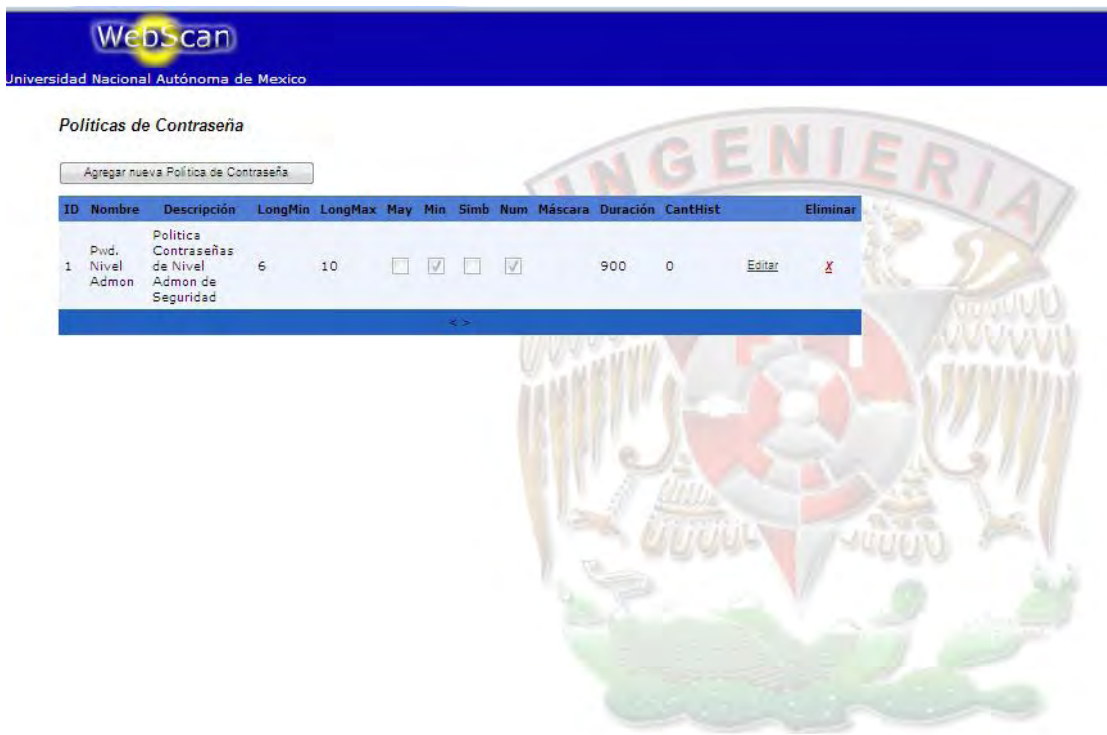 WebScan
Universidad Nacional Autónoma de Mexico
Politicas de Contraseña
Agregar nueva Política de Contraseña
ID Nombre Descripción LongMin LongMax May Min Simb Num Máscara Duración CantHist Eliminar
1 Pwd. Nivel Admon Politica Contraseñas de Nivel Admon de Seguridad 6 10 900 0 Editar X
< >
INGENIERIA